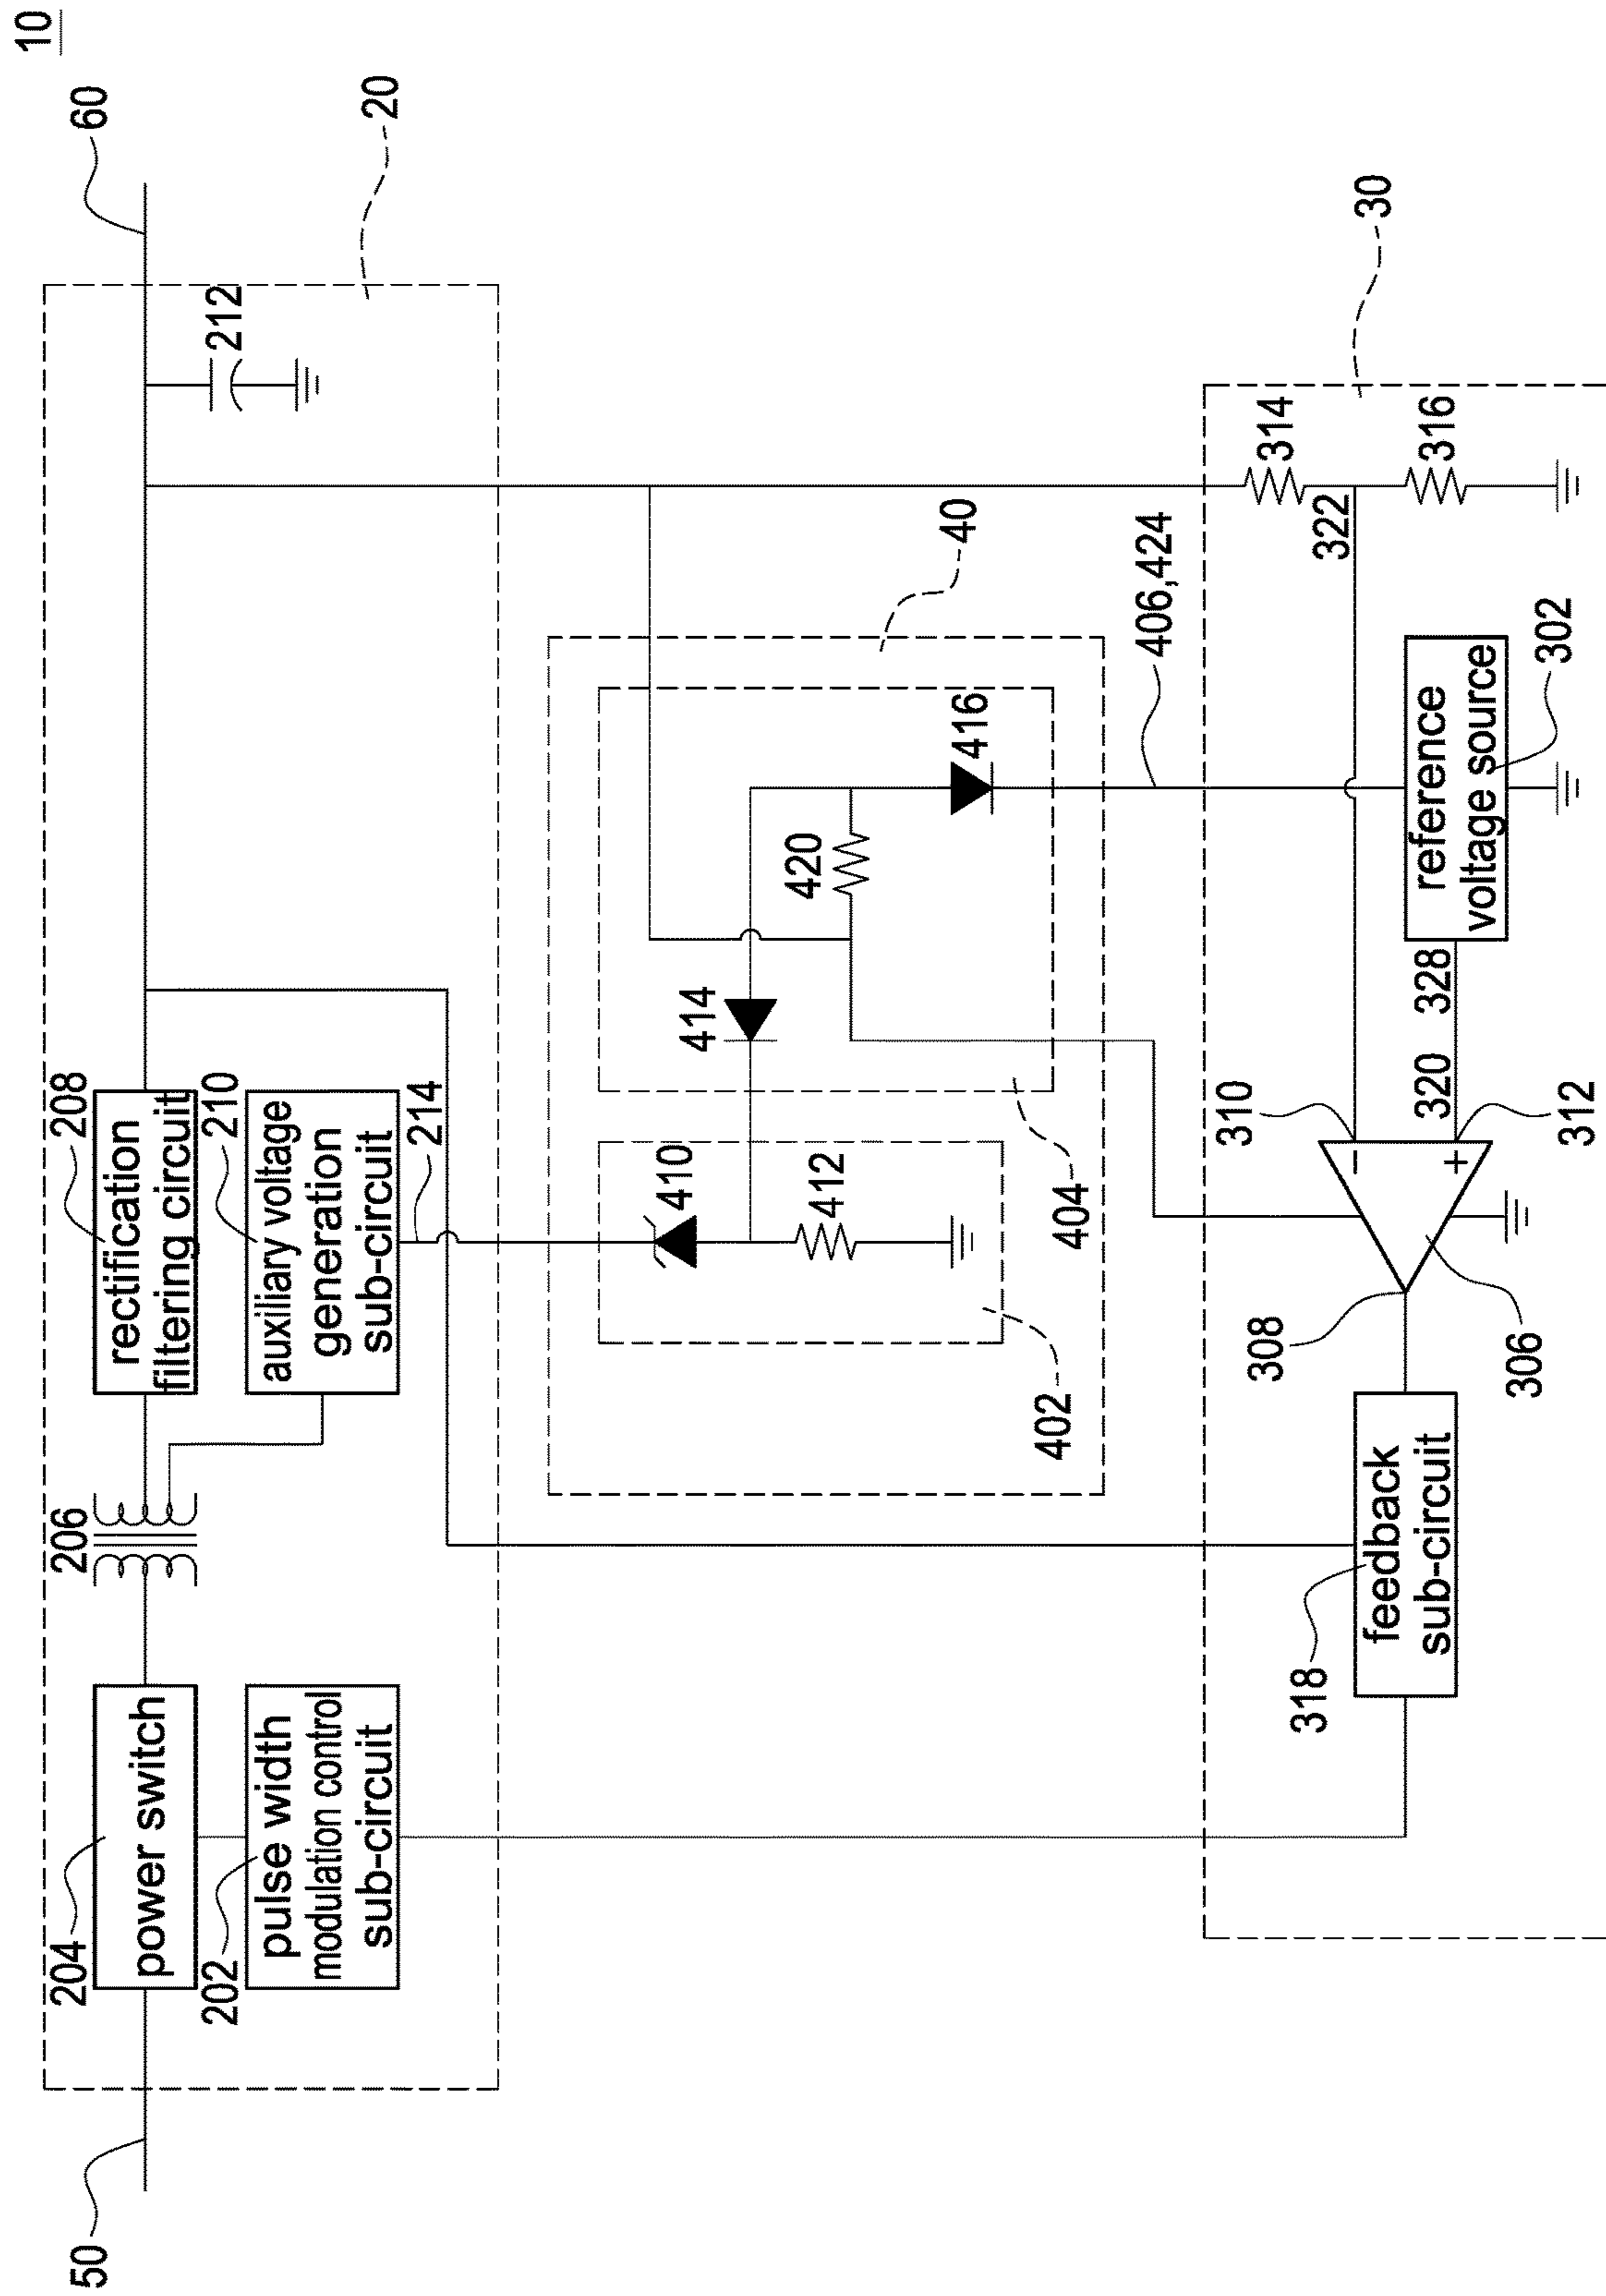 10
50
60
20
204
power switch
202
pulse width
modulation control
sub-circuit
206
208
rectification
filtering circuit
210
auxiliary voltage
generation
sub-circuit
214
212
40
402
410
412
404
414
420
416
406,424
30
314
322
316
318
feedback
sub-circuit
308
306
310
−
+
312
320
328
reference
voltage source
302